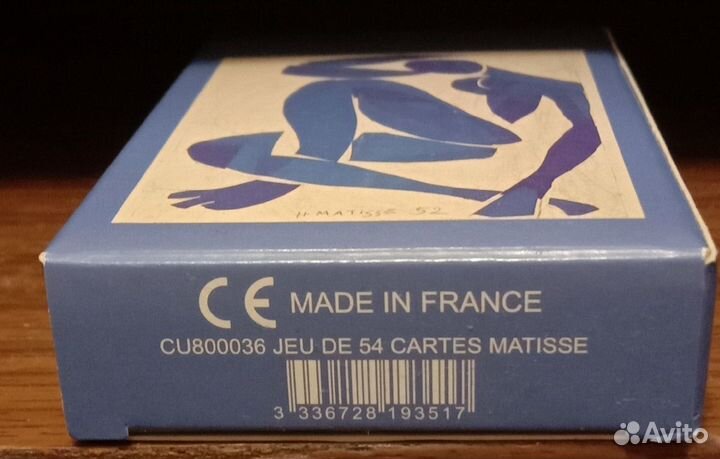 H. MATISSE 52
CE MADE IN FRANCE
CU800036 JEU DE 54 CARTES MATISSE
3 336728 193517
Avito